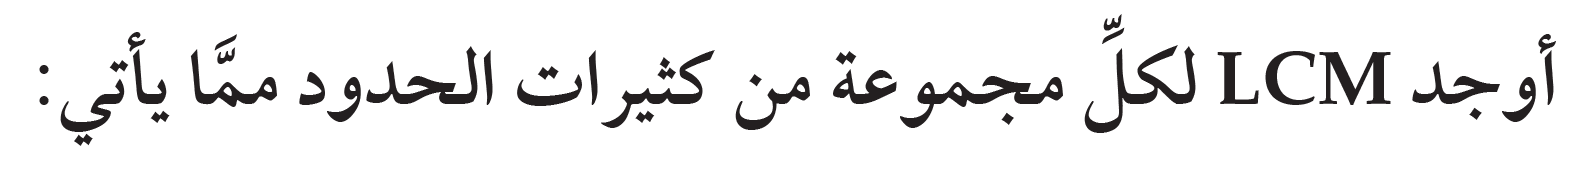 أوجد LCM لكلِّ مجموعة من كثيرات الحدود ممَّا يأتي: